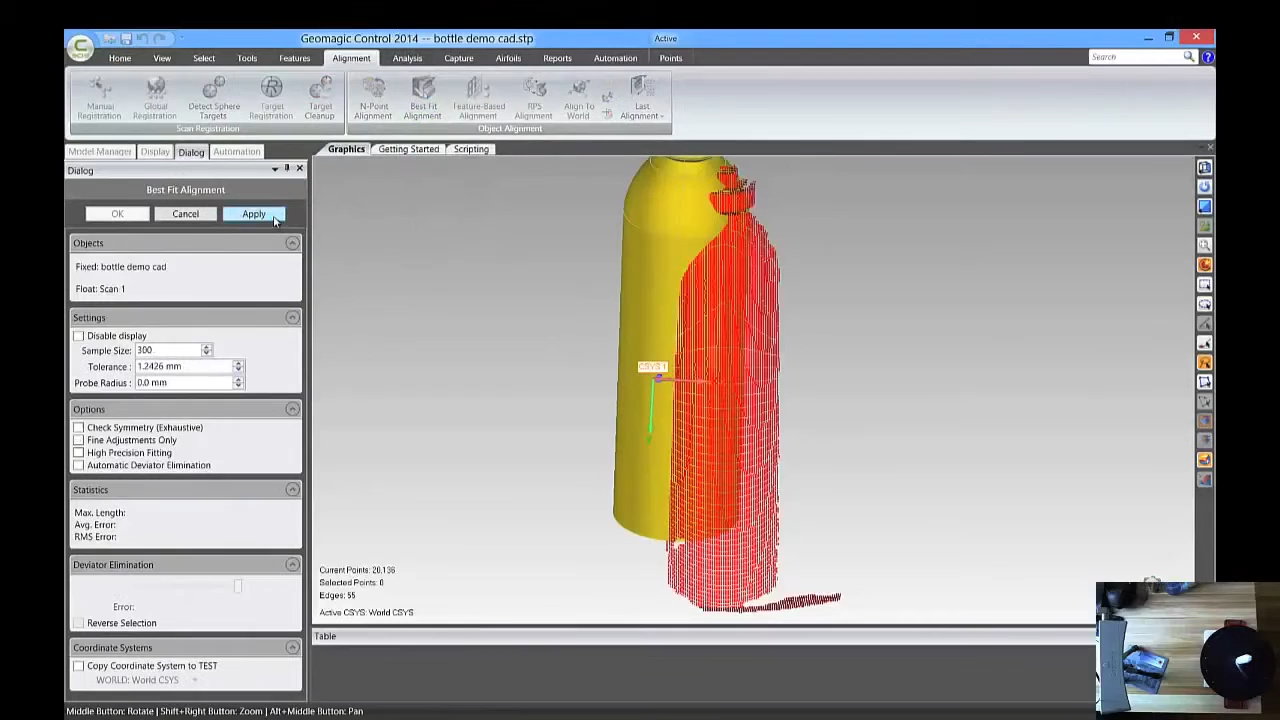 Geomagic Control 2014 -- bottle demo cad.stp
Active
Home View Select Tools Features Alignment Analysis Capture Airfoils Reports Automation Points
Search
Manual Registration
Global Registration
Detect Sphere Targets
Target Registration
Target Cleanup
N-Point Alignment
Best Fit Alignment
Feature-Based Alignment
RPS Alignment
Align To World
Last Alignment
Scan Registration
Object Alignment
Model Manager Display Dialog Automation
Graphics Getting Started Scripting
Dialog
Best Fit Alignment
OK Cancel Apply
Objects
Fixed: bottle demo cad
Float: Scan 1
Settings
Disable display
Sample Size: 300
Tolerance : 1.2426 mm
Probe Radius : 0.0 mm
Options
Check Symmetry (Exhaustive)
Fine Adjustments Only
High Precision Fitting
Automatic Deviator Elimination
Statistics
Max. Length:
Avg. Error:
RMS Error:
Deviator Elimination
Error:
Reverse Selection
Coordinate Systems
Copy Coordinate System to TEST
WORLD: World CSYS
CSYS 1
Current Points: 20,136
Selected Points: 0
Edges: 55
Active CSYS: World CSYS
Table
Middle Button: Rotate | Shift+Right Button: Zoom | Alt+Middle Button: Pan